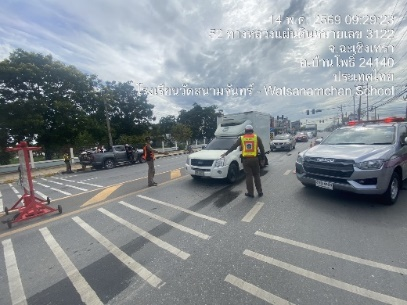 14 พ.ค. 2569 09:29:23
57 ทางหลวงแผ่นดินหมายเลข 3122
จ.ฉะเชิงเทรา
อ.บ้านโพธิ์ 24140
ประเทศไทย
โรงเรียนวัดสนามจันทร์ - Watsanamchan School